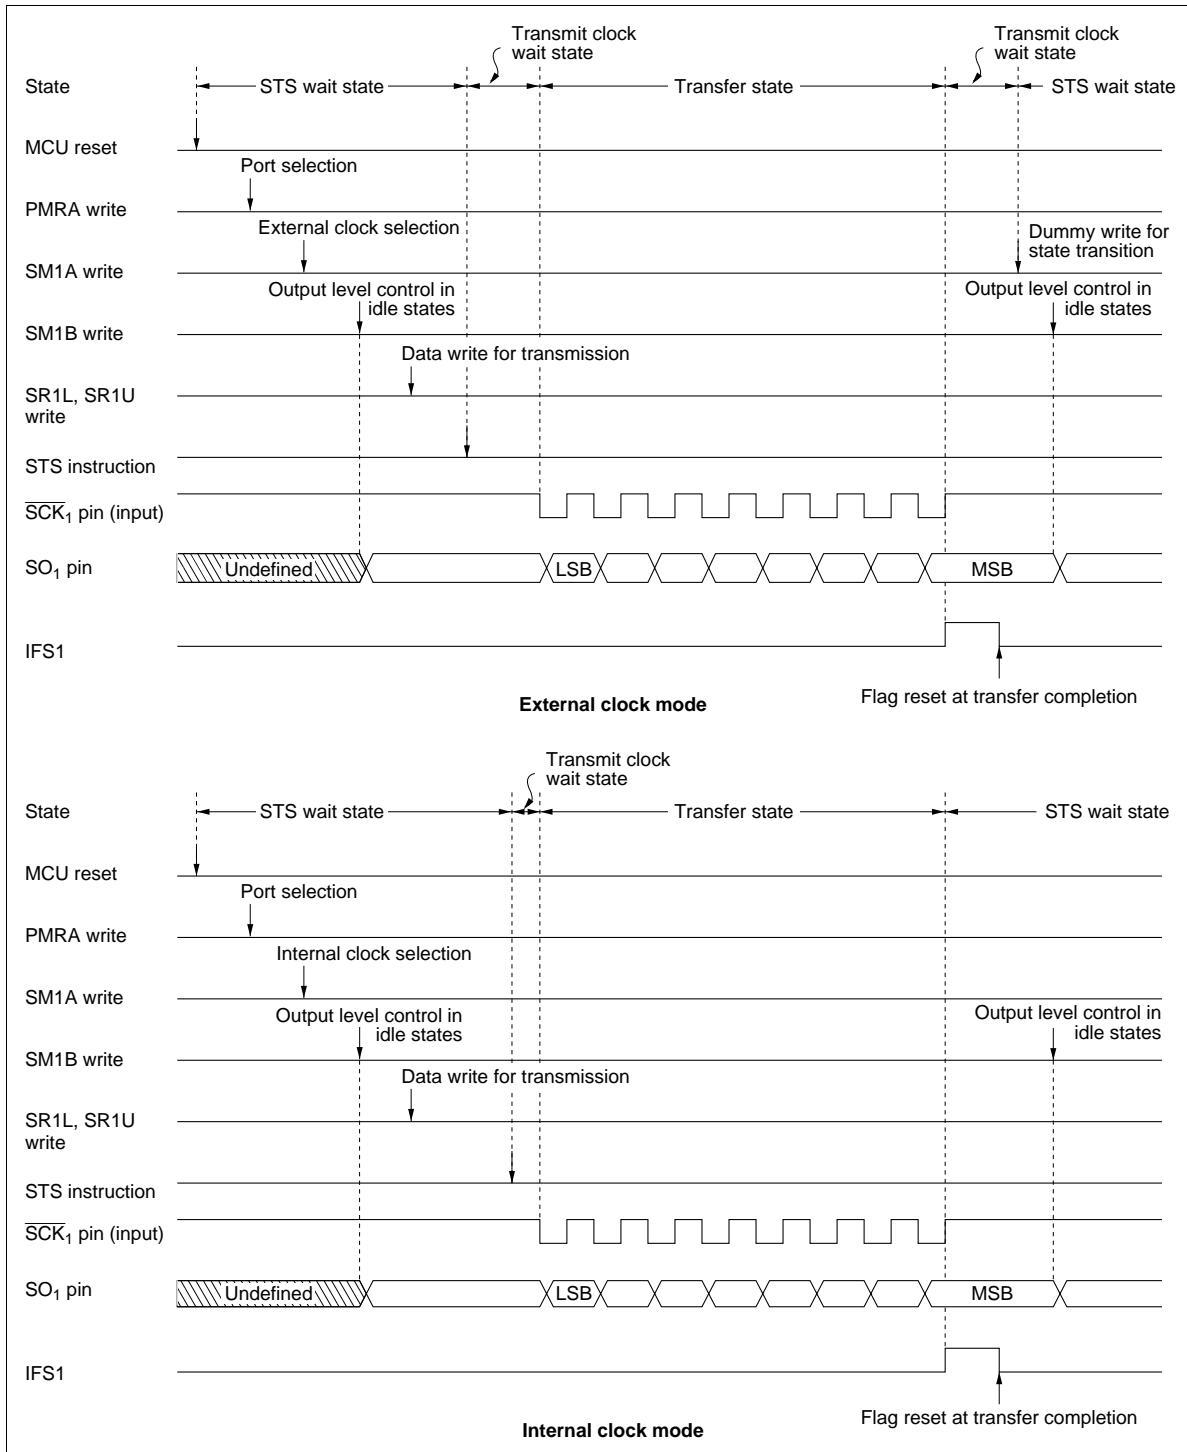 Transmit clock
wait state
Transmit clock
wait state
State
STS wait state
Transfer state
STS wait state
MCU reset
Port selection
PMRA write
External clock selection
Dummy write for
state transition
SM1A write
Output level control in
idle states
Output level control in
idle states
SM1B write
Data write for transmission
SR1L, SR1U
write
STS instruction
SCK1 pin (input)
SO1 pin
Undefined
LSB
MSB
IFS1
Flag reset at transfer completion
External clock mode
Transmit clock
wait state
State
STS wait state
Transfer state
STS wait state
MCU reset
Port selection
PMRA write
Internal clock selection
SM1A write
Output level control in
idle states
Output level control in
idle states
SM1B write
Data write for transmission
SR1L, SR1U
write
STS instruction
SCK1 pin (input)
SO1 pin
Undefined
LSB
MSB
IFS1
Flag reset at transfer completion
Internal clock mode